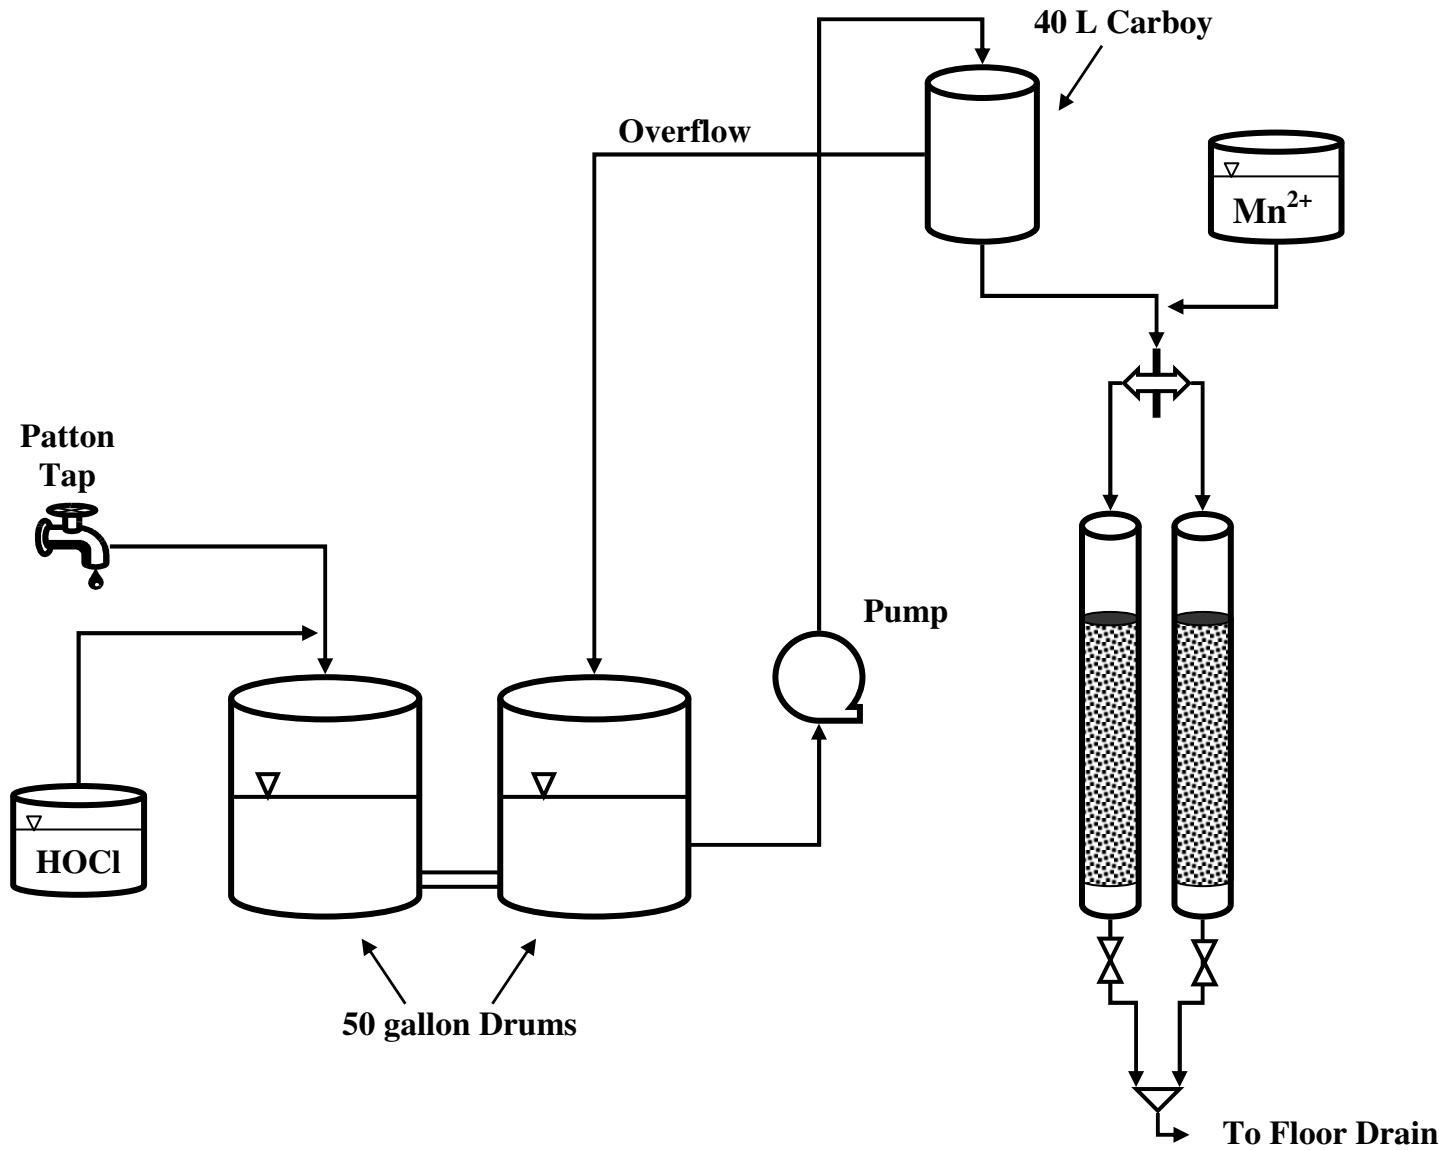 40 L Carboy
Overflow
Mn²⁺
Patton
Tap
Pump
HOCl
50 gallon Drums
To Floor Drain